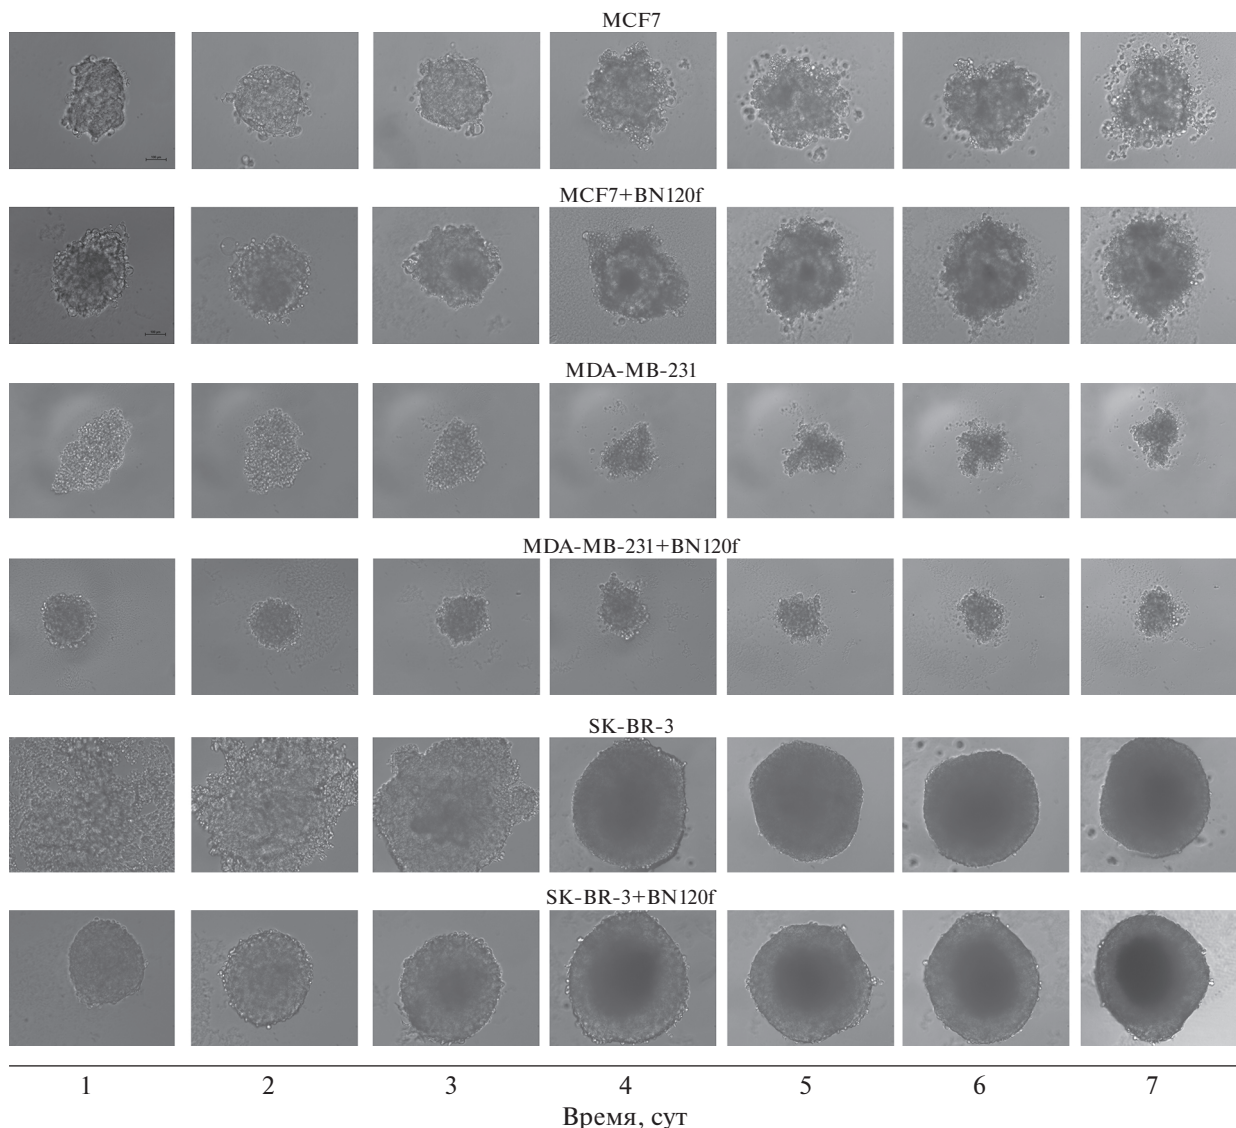 MCF7
MCF7+BN120f
MDA-MB-231
MDA-MB-231+BN120f
SK-BR-3
SK-BR-3+BN120f
1 2 3 4 5 6 7
Время, сут